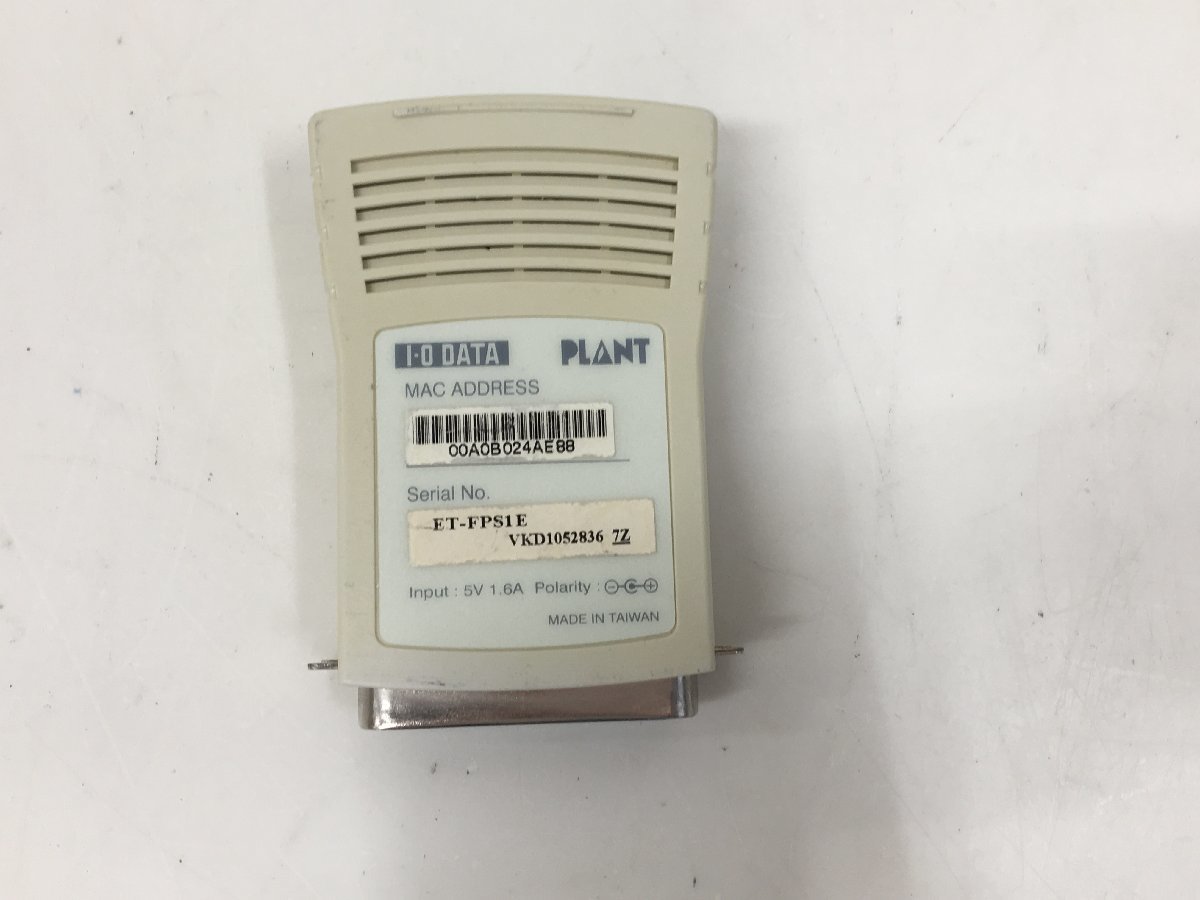 I·O DATA PLANT
MAC ADDRESS
00A0B024AE88
Serial No.
ET-FPS1E
VKD1052836 7Z
Input : 5V 1.6A Polarity :
MADE IN TAIWAN